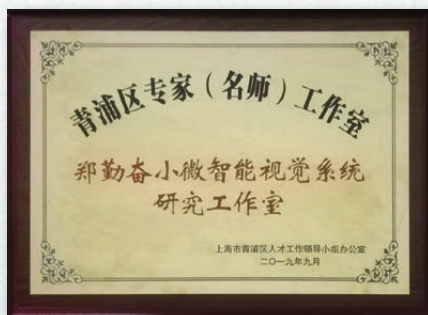 青浦区专家（名师）工作室
郑勤奋小微智能视觉系统
研究工作室
上海市青浦区人才工作领导小组办公室
二〇一九年九月